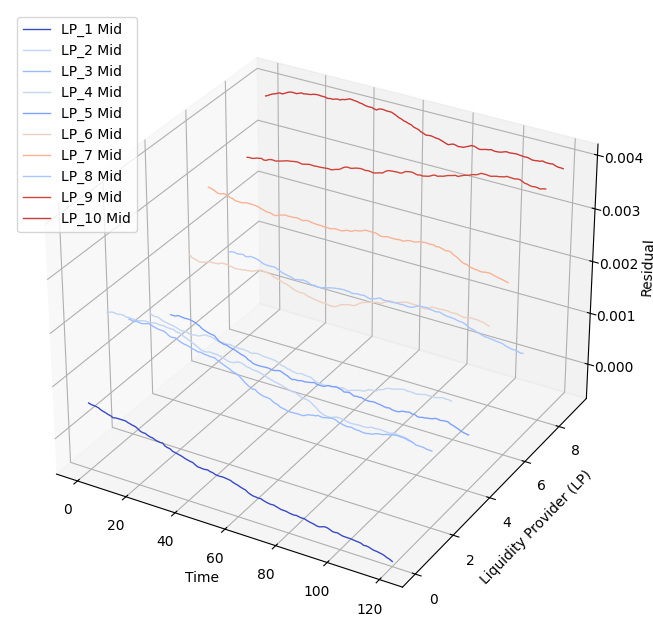 LP_1 Mid
LP_2 Mid
LP_3 Mid
LP_4 Mid
LP_5 Mid
LP_6 Mid
LP_7 Mid
LP_8 Mid
LP_9 Mid
LP_10 Mid
0.004
0.003
0.002
0.001
0.000
Residual
0
20
40
60
80
100
120
Time
0
2
4
6
8
Liquidity Provider (LP)